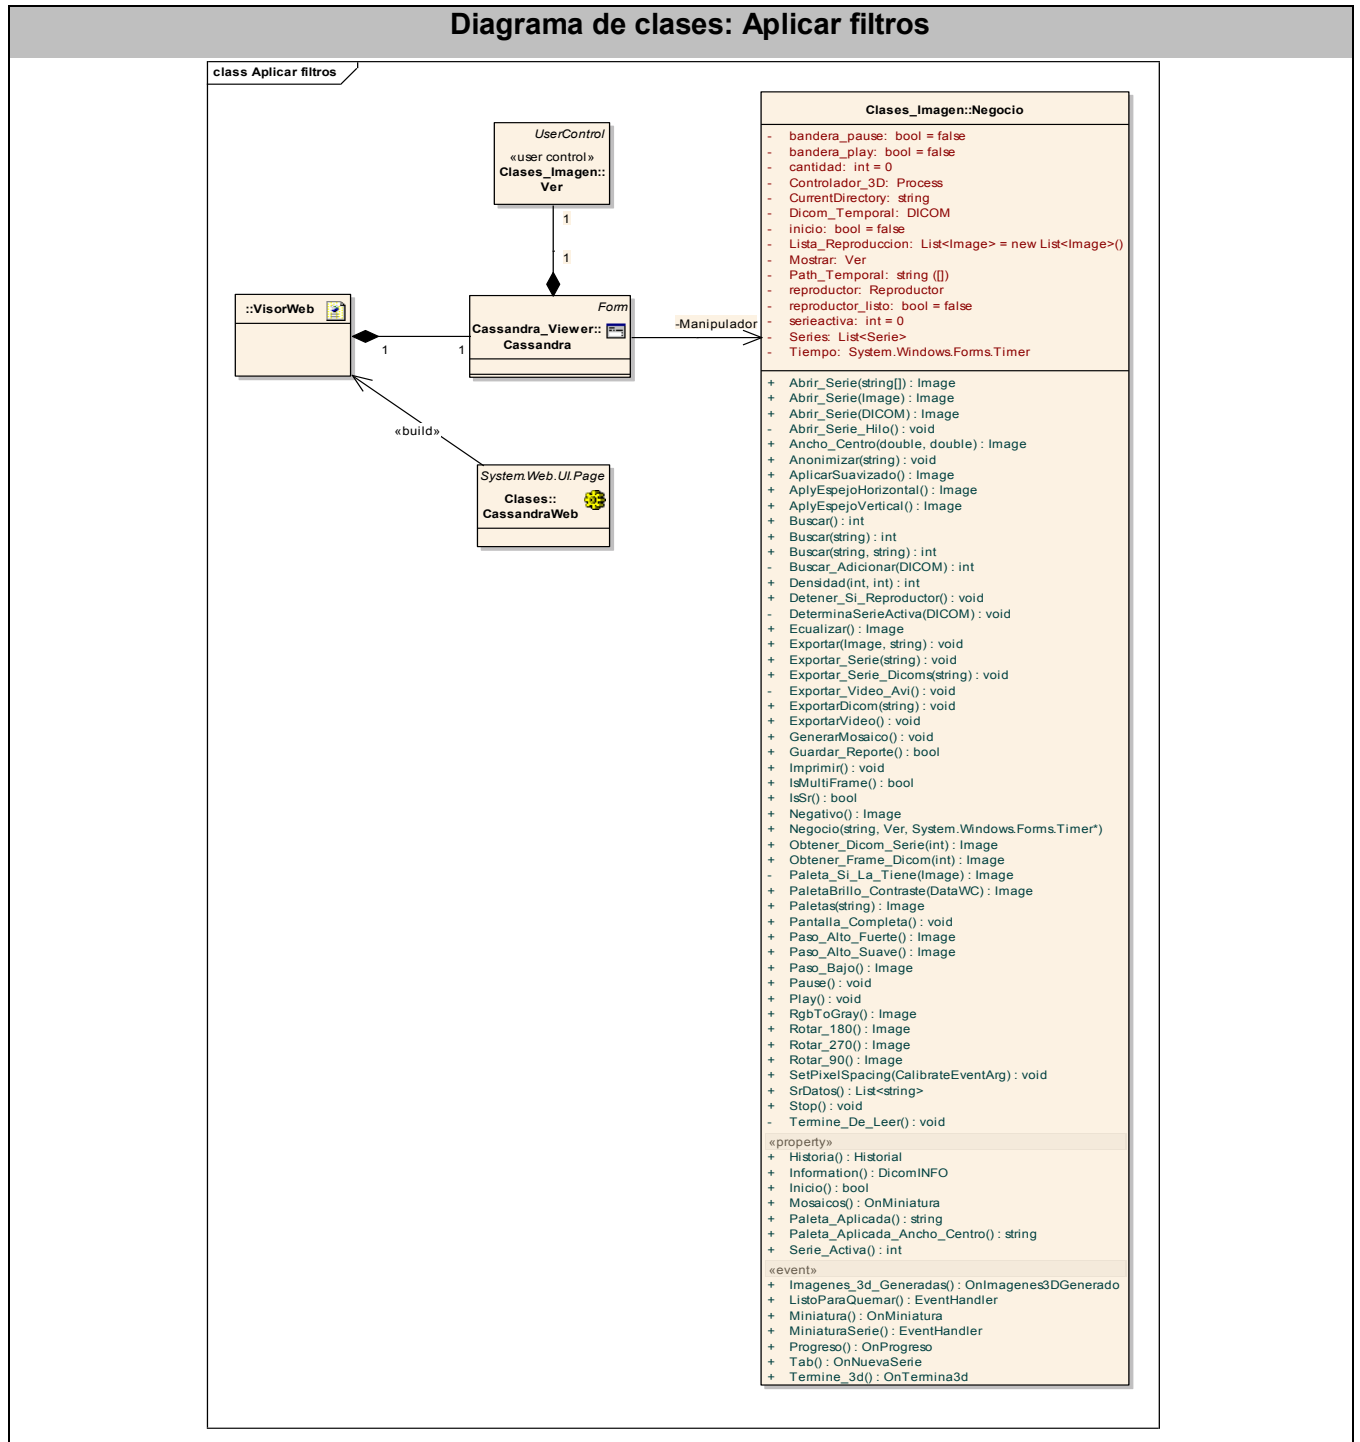 Diagrama de clases: Aplicar filtros
class Aplicar filtros
UserControl
«user control»
Clases_Imagen::
Ver
1
1
::VisorWeb
1
1
Form
Cassandra_Viewer::
Cassandra
-Manipulador
«build»
System.Web.UI.Page
Clases::
CassandraWeb
Clases_Imagen::Negocio
- bandera_pause: bool = false
- bandera_play: bool = false
- cantidad: int = 0
- Controlador_3D: Process
- CurrentDirectory: string
- Dicom_Temporal: DICOM
- inicio: bool = false
- Lista_Reproduccion: List<Image> = new List<Image>()
- Mostrar: Ver
- Path_Temporal: string ([])
- reproductor: Reproductor
- reproductor_listo: bool = false
- serieactiva: int = 0
- Series: List<Serie>
- Tiempo: System.Windows.Forms.Timer
+ Abrir_Serie(string[]) : Image
+ Abrir_Serie(Image) : Image
+ Abrir_Serie(DICOM) : Image
- Abrir_Serie_Hilo() : void
+ Ancho_Centro(double, double) : Image
+ Anonimizar(string) : void
+ AplicarSuavizado() : Image
+ AplyEspejoHorizontal() : Image
+ AplyEspejoVertical() : Image
+ Buscar() : int
+ Buscar(string) : int
+ Buscar(string, string) : int
- Buscar_Adicionar(DICOM) : int
+ Densidad(int, int) : int
+ Detener_Si_Reproductor() : void
- DeterminaSerieActiva(DICOM) : void
+ Ecualizar() : Image
+ Exportar(Image, string) : void
+ Exportar_Serie(string) : void
+ Exportar_Serie_Dicoms(string) : void
- Exportar_Video_Avi() : void
+ ExportarDicom(string) : void
+ ExportarVideo() : void
+ GenerarMosaico() : void
+ Guardar_Reporte() : bool
+ Imprimir() : void
+ IsMultiFrame() : bool
+ IsSr() : bool
+ Negativo() : Image
+ Negocio(string, Ver, System.Windows.Forms.Timer*)
+ Obtener_Dicom_Serie(int) : Image
+ Obtener_Frame_Dicom(int) : Image
- Paleta_Si_La_Tiene(Image) : Image
+ PaletaBrillo_Contraste(DataWC) : Image
+ Paletas(string) : Image
+ Pantalla_Completa() : void
+ Paso_Alto_Fuerte() : Image
+ Paso_Alto_Suave() : Image
+ Paso_Bajo() : Image
+ Pause() : void
+ Play() : void
+ RgbToGray() : Image
+ Rotar_180() : Image
+ Rotar_270() : Image
+ Rotar_90() : Image
+ SetPixelSpacing(CalibrateEventArg) : void
+ SrDatos() : List<string>
+ Stop() : void
- Termine_De_Leer() : void
«property»
+ Historia() : Historial
+ Information() : DicomINFO
+ Inicio() : bool
+ Mosaicos() : OnMiniatura
+ Paleta_Aplicada() : string
+ Paleta_Aplicada_Ancho_Centro() : string
+ Serie_Activa() : int
«event»
+ Imagenes_3d_Generadas() : OnImagenes3DGenerado
+ ListoParaQuemar() : EventHandler
+ Miniatura() : OnMiniatura
+ MiniaturaSerie() : EventHandler
+ Progreso() : OnProgreso
+ Tab() : OnNuevaSerie
+ Termine_3d() : OnTermina3d